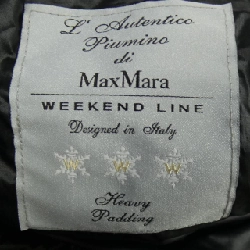 L' Autentico
Piumino
di
MaxMara
WEEKEND LINE
Designed in Italy
Heavy
Padding